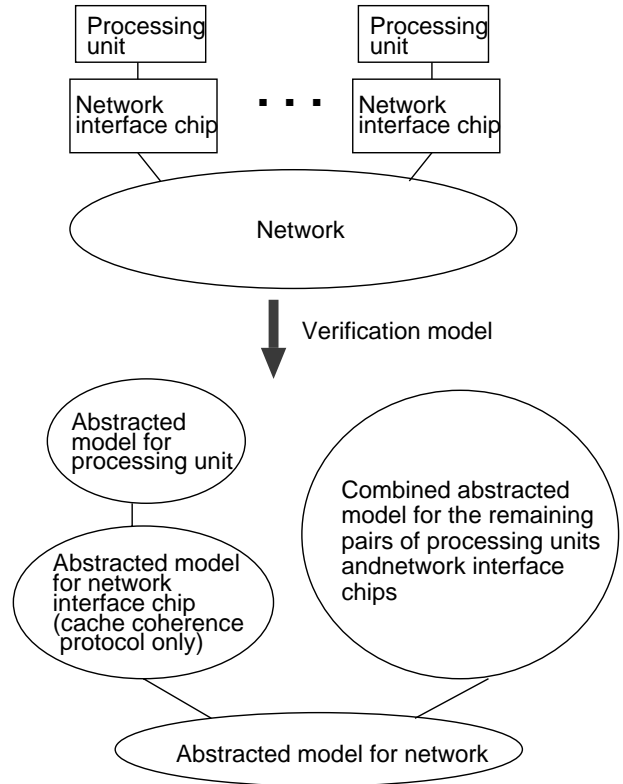 Processing
unit
Processing
unit
Network
interface chip
. . .
Network
interface chip
Network
Verification model
Abstracted
model for
processing unit
Combined abstracted
model for the remaining
pairs of processing units
andnetwork interface
chips
Abstracted model
for network
interface chip
(cache coherence
protocol only)
Abstracted model for network